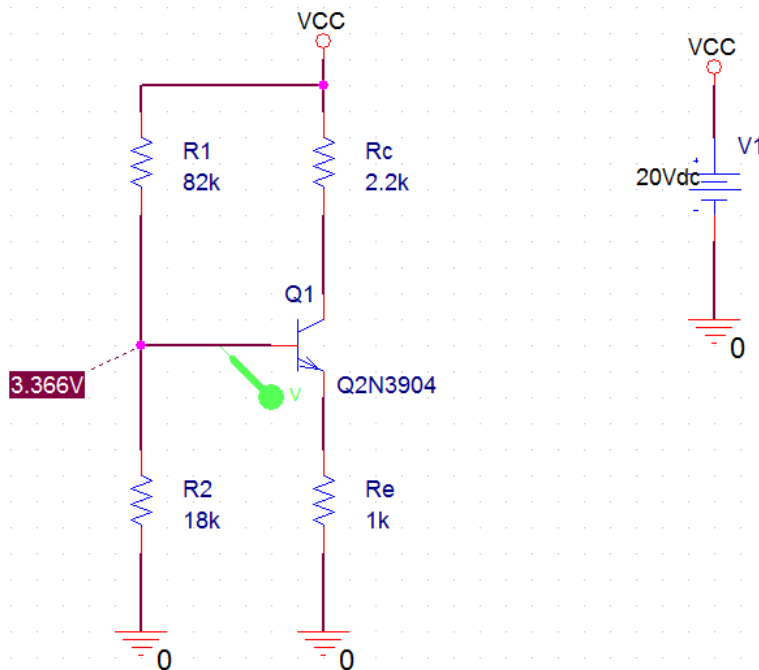 VCC
VCC
R1
82k
Rc
2.2k
V1
20Vdc
+
-
Q1
3.366V
V
Q2N3904
R2
18k
Re
1k
0
0
0